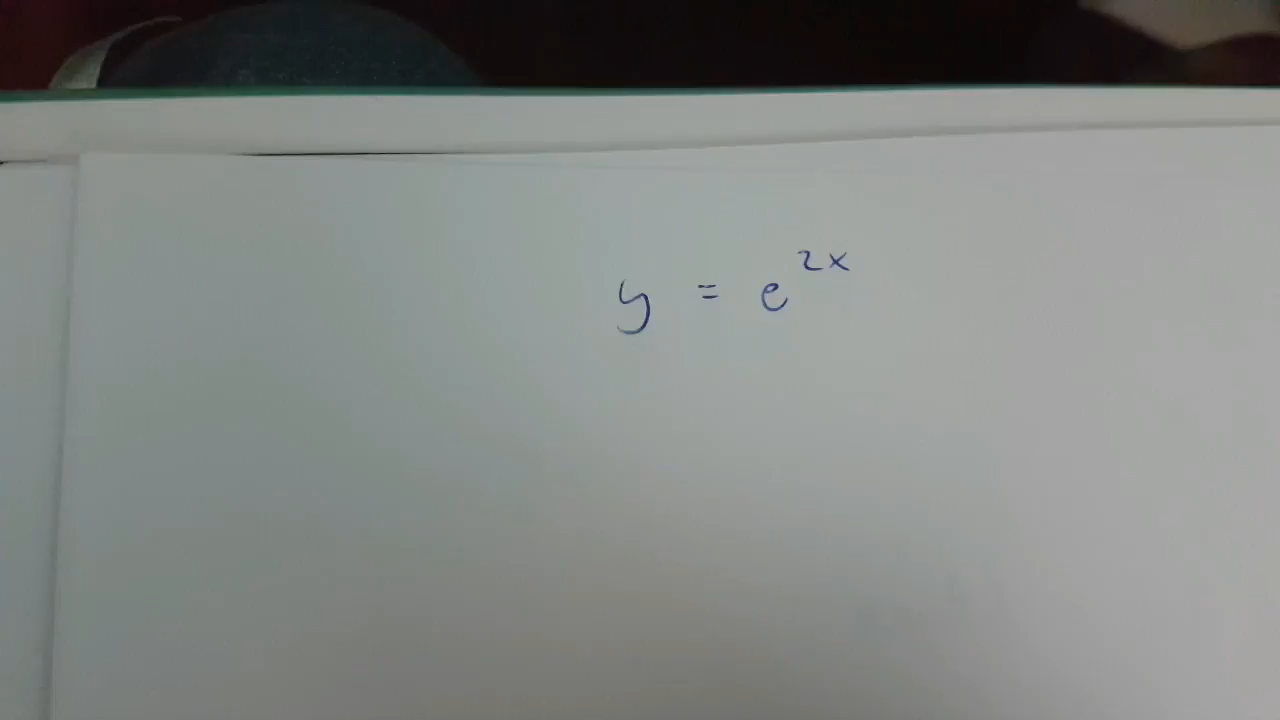 y = e^{2x}